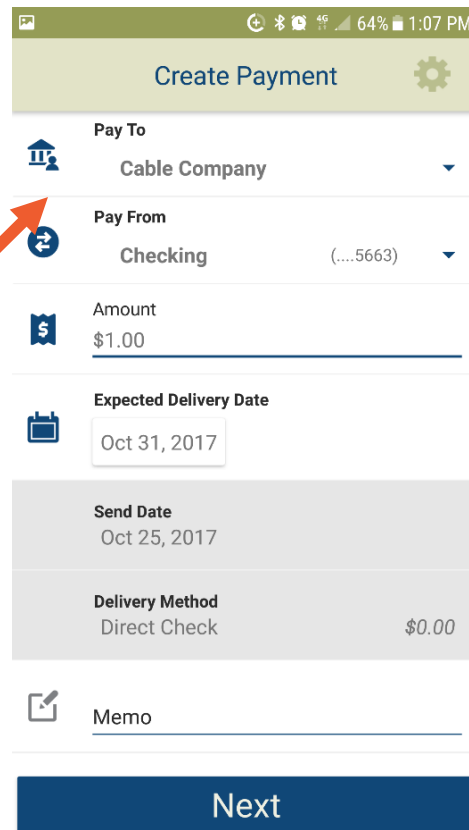 4G 64% 1:07 PM
Create Payment
Pay To
Cable Company
Pay From
Checking (....5663)
$ Amount
$1.00
Expected Delivery Date
Oct 31, 2017
Send Date
Oct 25, 2017
Delivery Method
Direct Check $0.00
Memo
Next